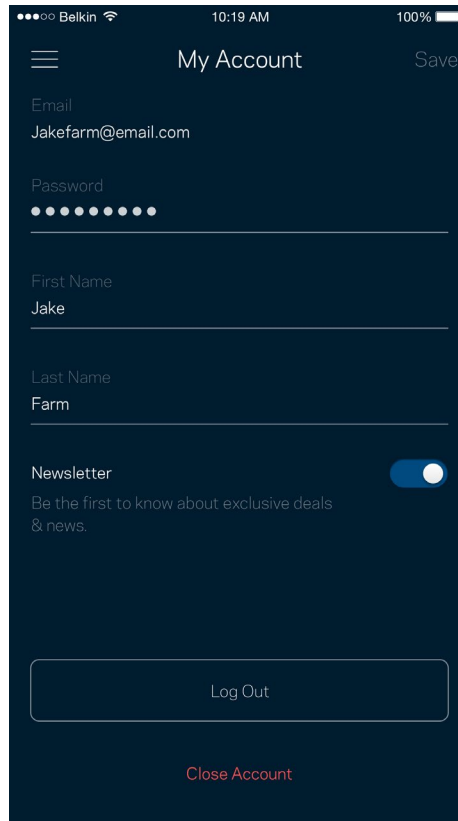 Belkin 10:19 AM 100%
My Account Save
Email
Jakefarm@email.com
Password
●●●●●●●●●
First Name
Jake
Last Name
Farm
Newsletter
Be the first to know about exclusive deals
& news.
Log Out
Close Account